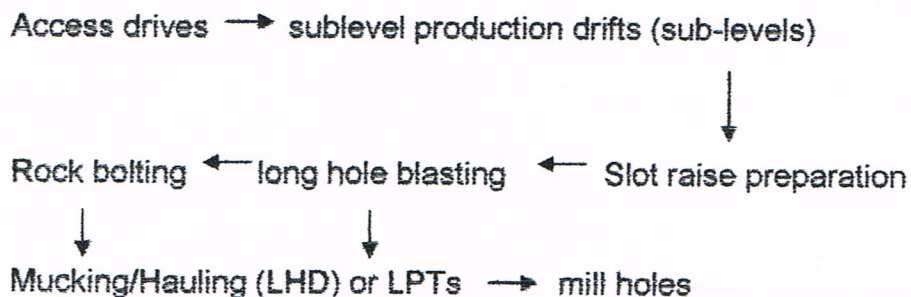 Access drives → sublevel production drifts (sub-levels)
↓
Rock bolting ← long hole blasting ← Slot raise preparation
↓ ↓
Mucking/Hauling (LHD) or LPTs → mill holes